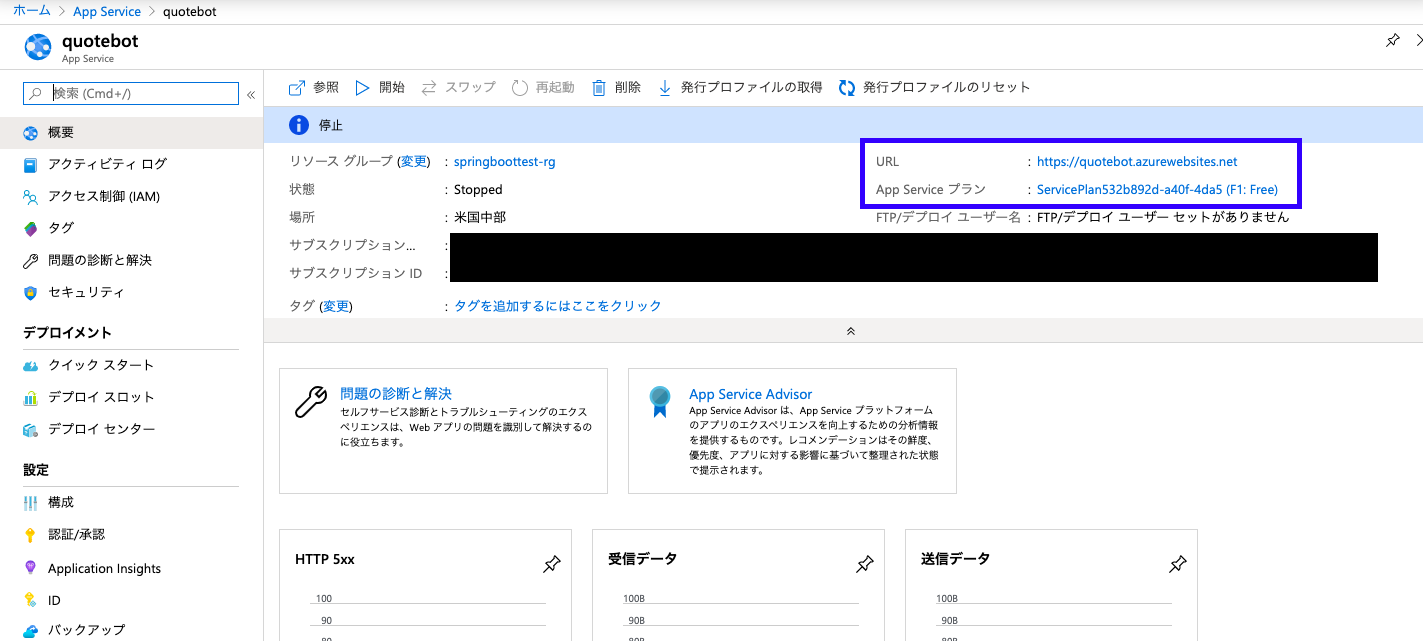 ホーム > App Service > quotebot
quotebot
App Service
検索 (Cmd+/)
«
概要
アクティビティ ログ
アクセス制御 (IAM)
タグ
問題の診断と解決
セキュリティ
デプロイメント
クイック スタート
デプロイ スロット
デプロイ センター
設定
構成
認証/承認
Application Insights
ID
バックアップ
参照 開始 スワップ 再起動 削除 発行プロファイルの取得 発行プロファイルのリセット
停止
リソース グループ (変更) : springboottest-rg
状態 : Stopped
場所 : 米国中部
サブスクリプション... :
サブスクリプション ID :
タグ (変更) : タグを追加するにはここをクリック
URL : https://quotebot.azurewebsites.net
App Service プラン : ServicePlan532b892d-a40f-4da5 (F1: Free)
FTP/デプロイ ユーザー名 : FTP/デプロイ ユーザー セットがありません
問題の診断と解決
セルフサービス診断とトラブルシューティングのエクス
ペリエンスは、Web アプリの問題を識別して解決するの
に役立ちます。
App Service Advisor
App Service Advisor は、App Service プラットフォーム
のアプリのエクスペリエンスを向上するための分析情報
を提供するものです。レコメンデーションはその鮮度、
優先度、アプリに対する影響に基づいて整理された状態
で提示されます。
HTTP 5xx
100
90
80
受信データ
100B
90B
80B
送信データ
100B
90B
80B